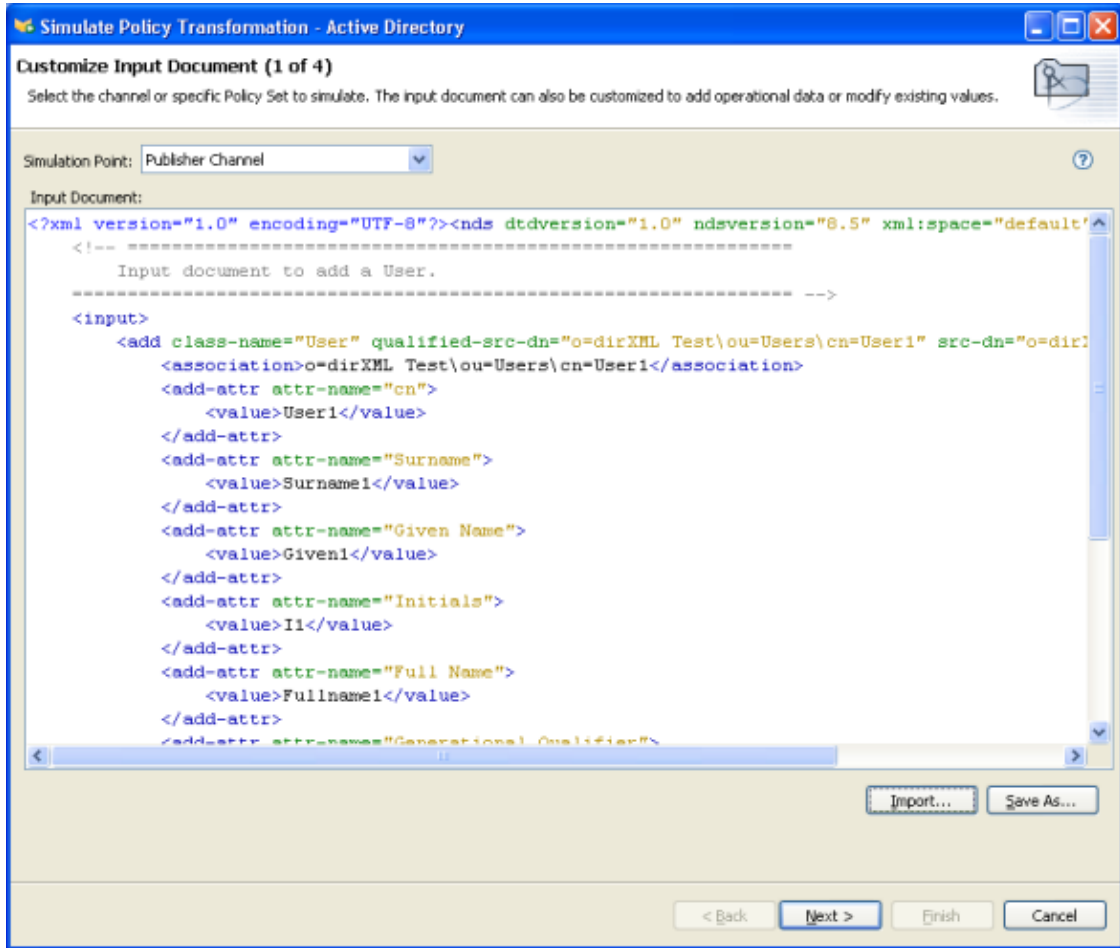 Simulate Policy Transformation - Active Directory
Customize Input Document (1 of 4)
Select the channel or specific Policy Set to simulate. The input document can also be customized to add operational data or modify existing values.
Simulation Point: Publisher Channel
Input Document:
<?xml version="1.0" encoding="UTF-8"?><nds dtdversion="1.0" ndsversion="8.5" xml:space="default"
<!-- ================================================================
Input document to add a User.
================================================================= -->
<input>
<add class-name="User" qualified-src-dn="o=dirXML Test\ou=Users\cn=User1" src-dn="o=dirX
<association>o=dirXML Test\ou=Users\cn=User1</association>
<add-attr attr-name="cn">
<value>User1</value>
</add-attr>
<add-attr attr-name="Surname">
<value>Surname1</value>
</add-attr>
<add-attr attr-name="Given Name">
<value>Given1</value>
</add-attr>
<add-attr attr-name="Initials">
<value>I1</value>
</add-attr>
<add-attr attr-name="Full Name">
<value>Fullname1</value>
</add-attr>
<add-attr attr-name="Generational Qualifier">
Import... Save As...
< Back Next > Finish Cancel